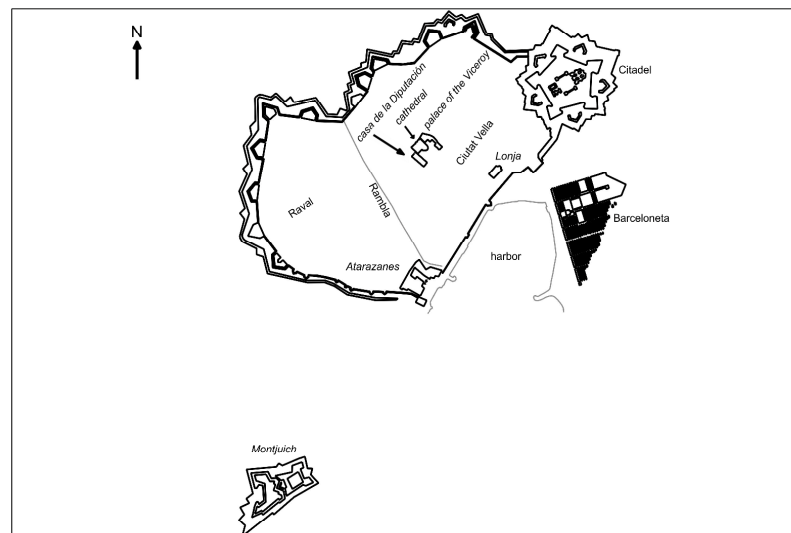 N
Citadel
casa de la Diputación
cathedral
palace of the Viceroy
Ciutat Vella
Lonja
Raval
Rambla
Barceloneta
harbor
Atarazanes
Montjuich